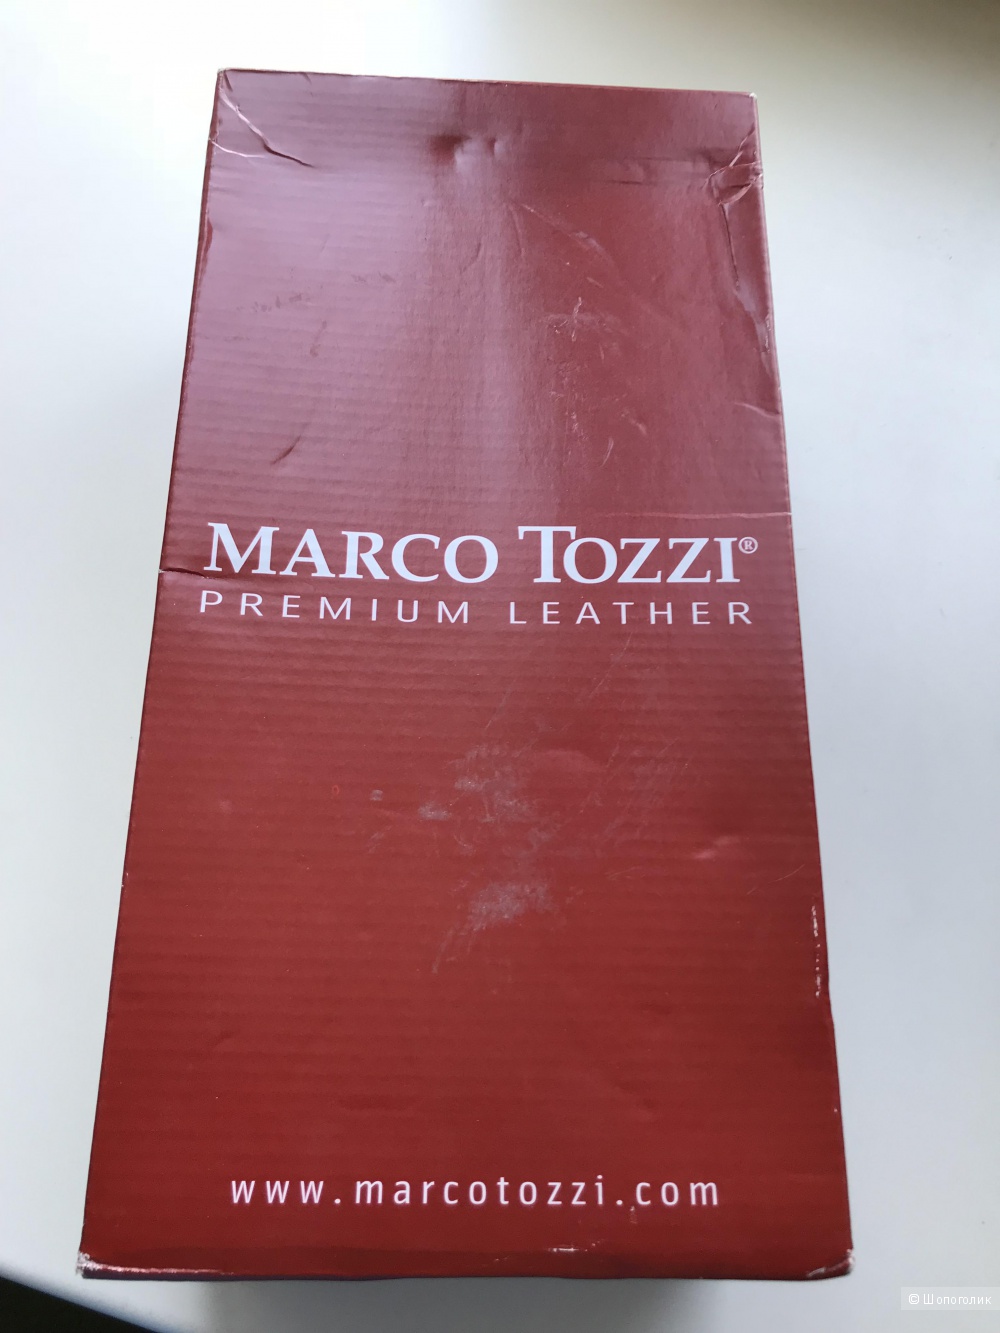 MARCO TOZZI®
PREMIUM LEATHER
www.marcotozzi.com
© Шопоголик